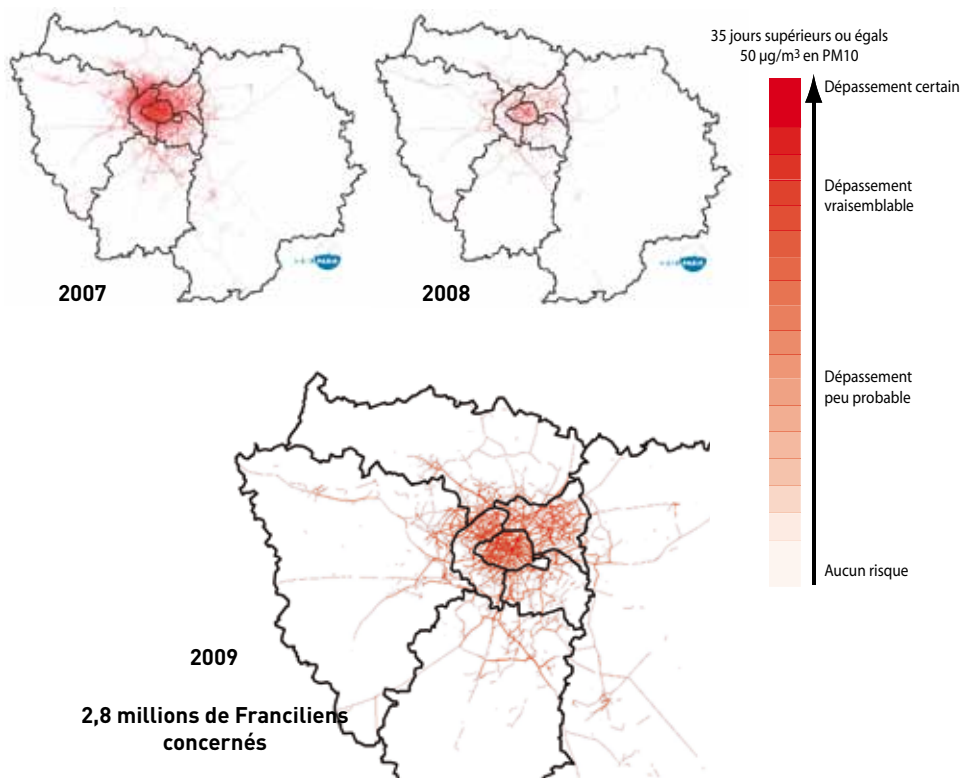 35 jours supérieurs ou égals
50 µg/m³ en PM10
Dépassement certain
Dépassement
vraisemblable
Dépassement
peu probable
Aucun risque
2007
2008
2009
2,8 millions de Franciliens
concernés